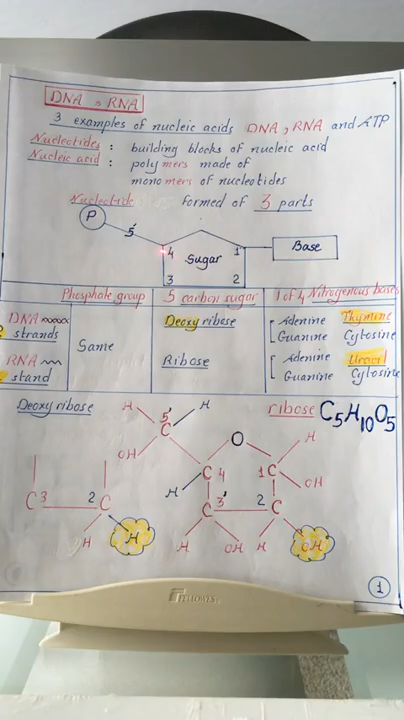 DNA, RNA
3 examples of nucleic acids DNA, RNA and ATP
Nucleotides : building blocks of nucleic acid
Nucleic acid : polymers made of
monomers of nucleotides
Nucleotide formed of 3 parts
P
5'
4 Sugar 1' Base
3 2
Phosphate group 5 carbon sugar 1 of 4 Nitrogenous bases
DNA Deoxy ribose Adenine Thymine
strands Same Guanine Cytosine
RNA Ribose Adenine Uracil
stand Guanine Cytosine
Deoxy ribose H 5' H ribose C5H10O5
C
OH O H
H C 4 1 C
C 3 2 C C 3' 2 C OH
H H H OH H OH
FELLOWES
1